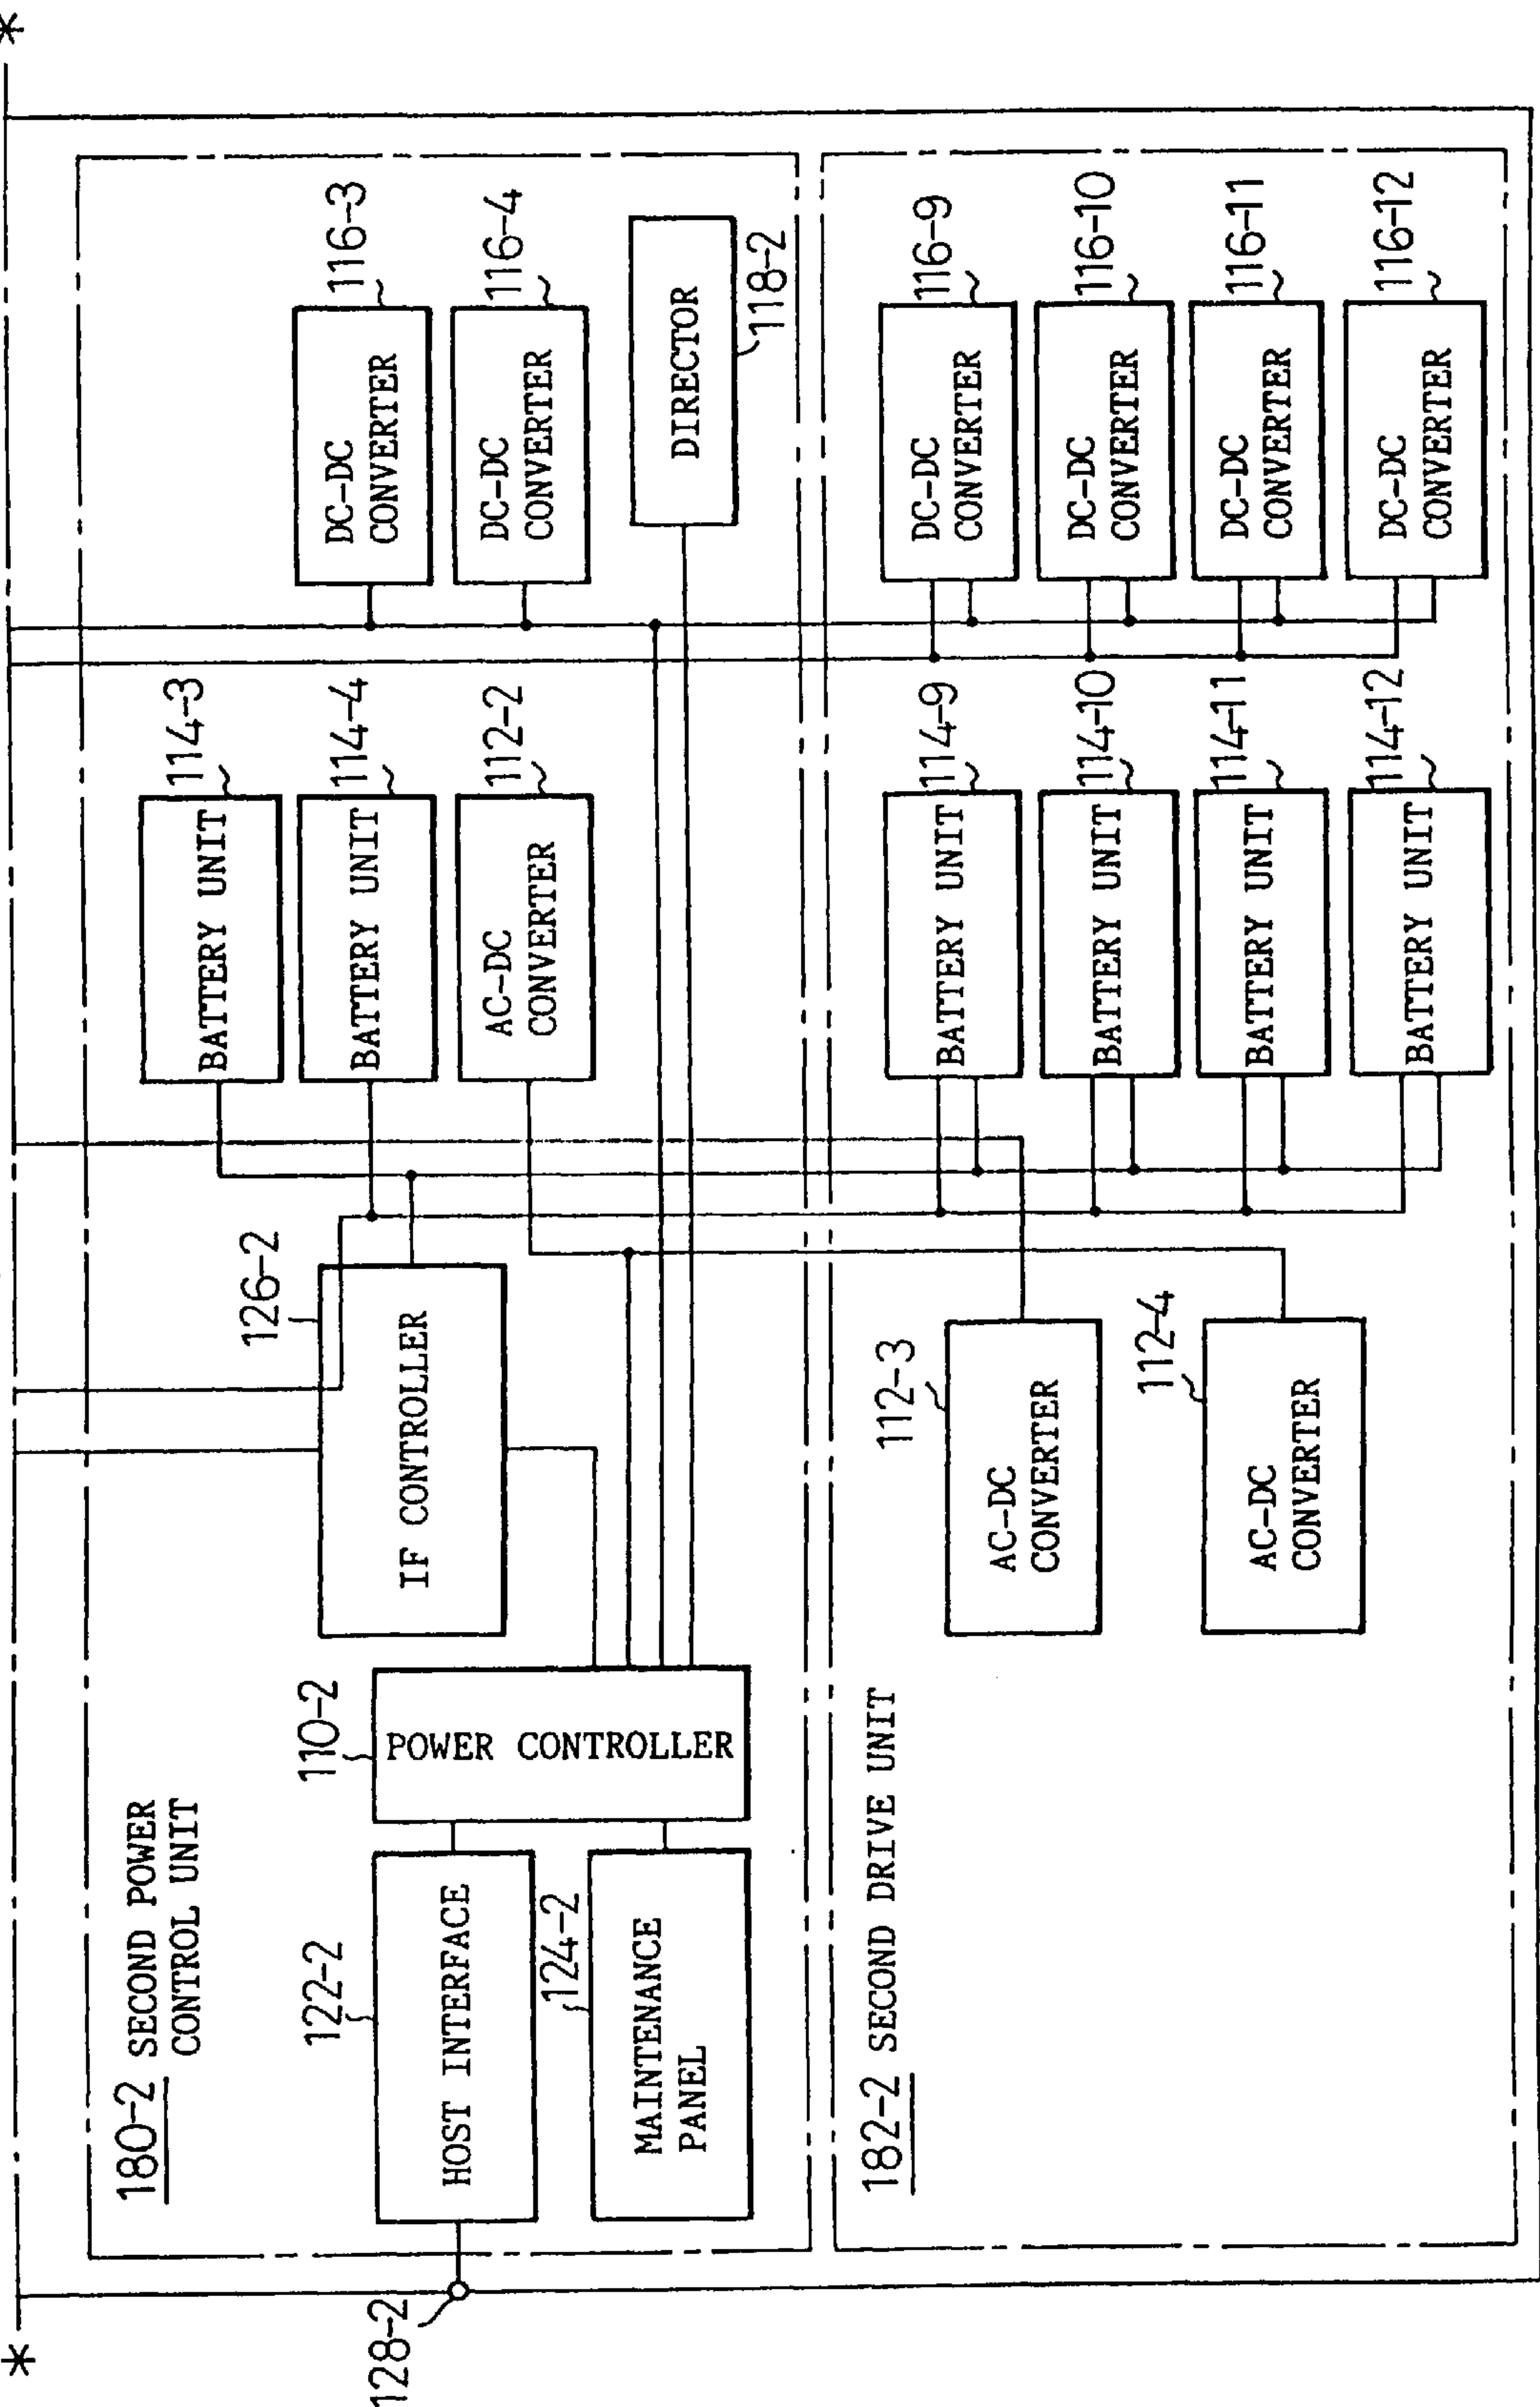 *
*
180-2 SECOND POWER
CONTROL UNIT
128-2
122-2
HOST INTERFACE
124-2
MAINTENANCE
PANEL
110-2
POWER CONTROLLER
126-2
IF CONTROLLER
114-3
BATTERY UNIT
114-4
BATTERY UNIT
112-2
AC-DC
CONVERTER
116-3
DC-DC
CONVERTER
116-4
DC-DC
CONVERTER
DIRECTOR
118-2
182-2 SECOND DRIVE UNIT
112-3
AC-DC
CONVERTER
112-4
AC-DC
CONVERTER
114-9
BATTERY UNIT
114-10
BATTERY UNIT
114-11
BATTERY UNIT
114-12
BATTERY UNIT
116-9
DC-DC
CONVERTER
116-10
DC-DC
CONVERTER
116-11
DC-DC
CONVERTER
116-12
DC-DC
CONVERTER